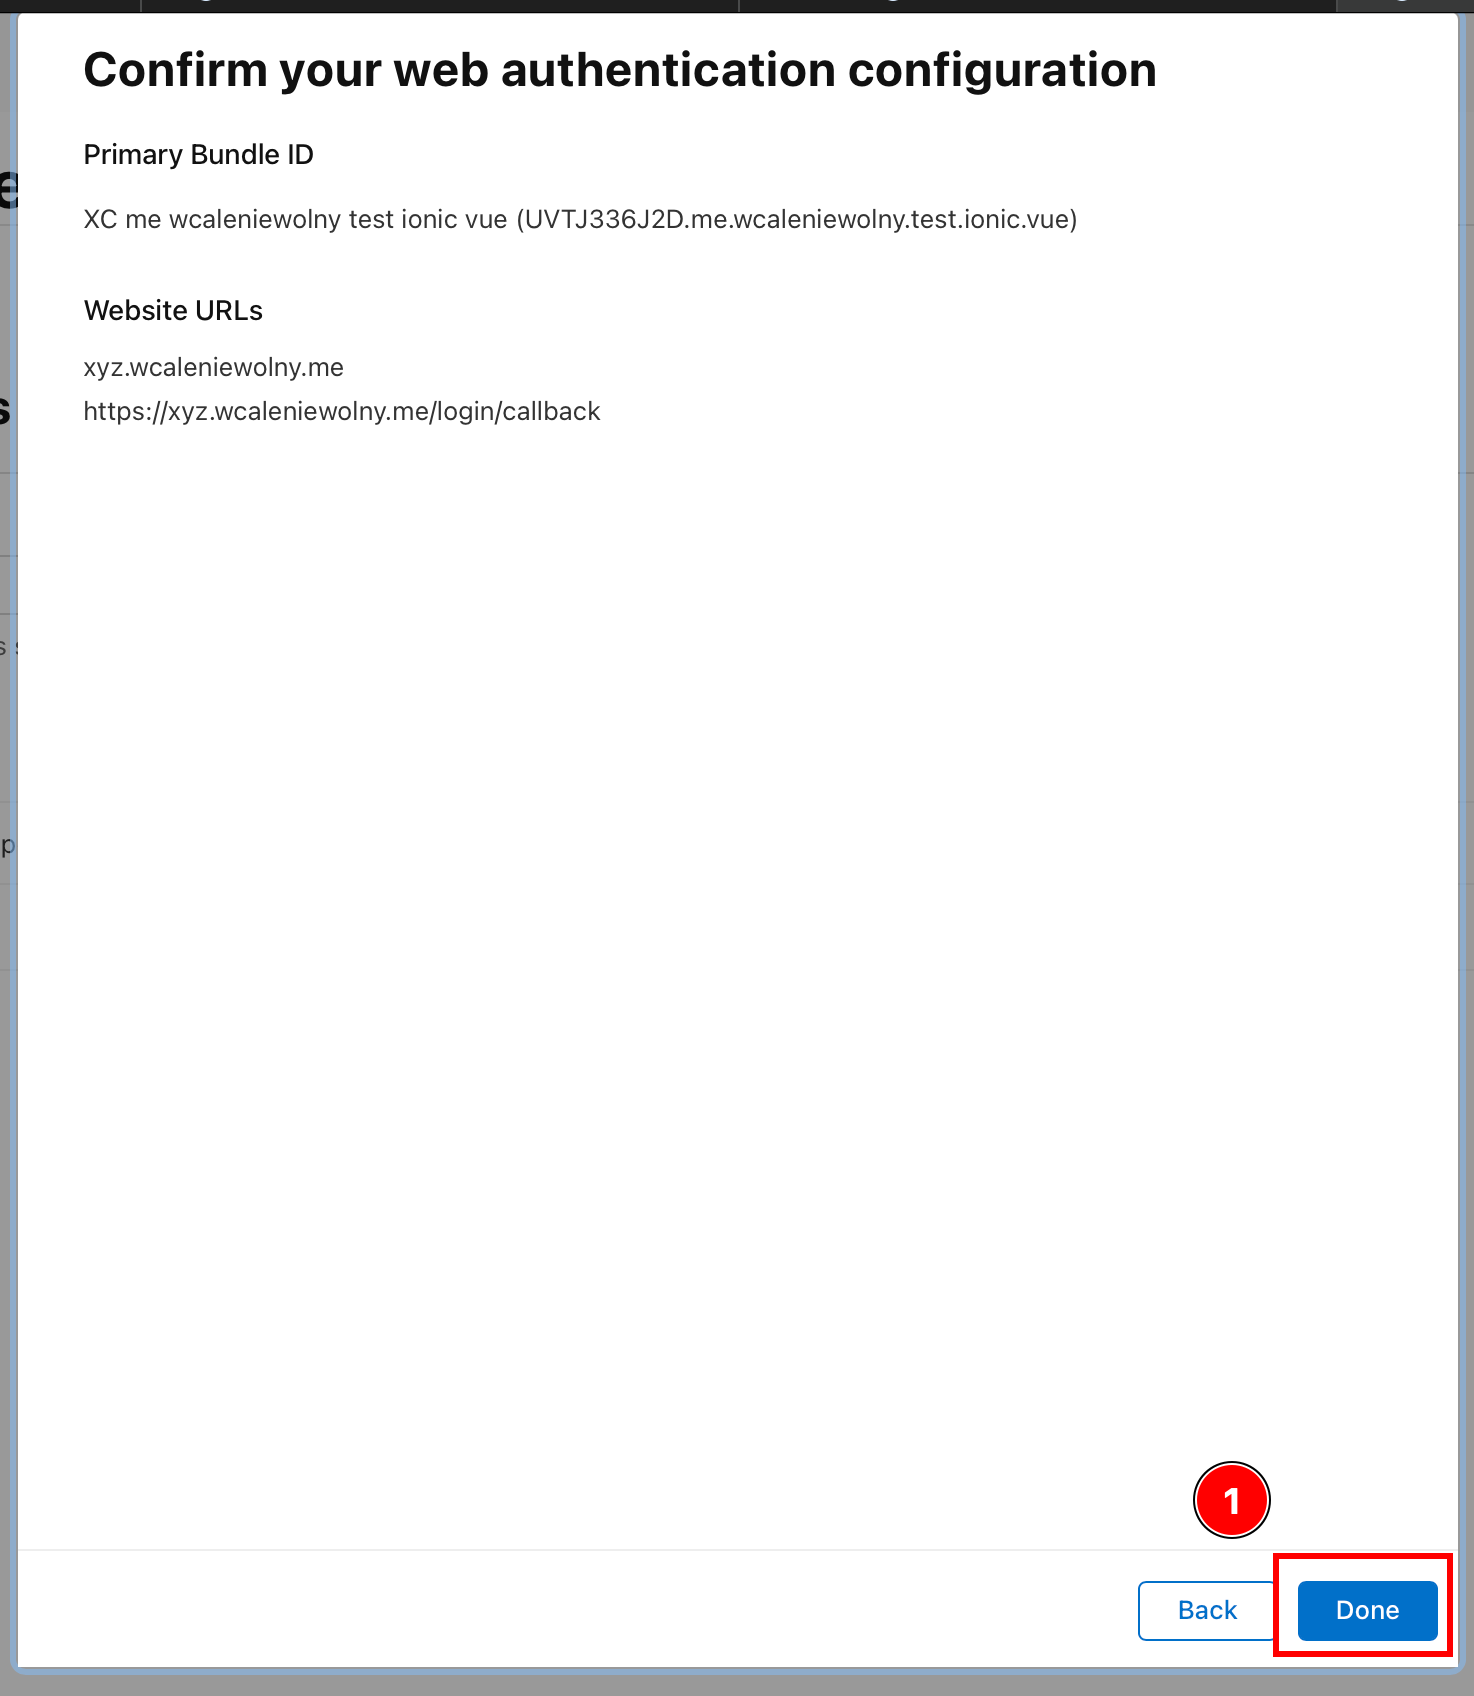 Confirm your web authentication configuration
Primary Bundle ID
XC me wcaleniewolny test ionic vue (UVTJ336J2D.me.wcaleniewolny.test.ionic.vue)
Website URLs
xyz.wcaleniewolny.me
https://xyz.wcaleniewolny.me/login/callback
1
Back
Done